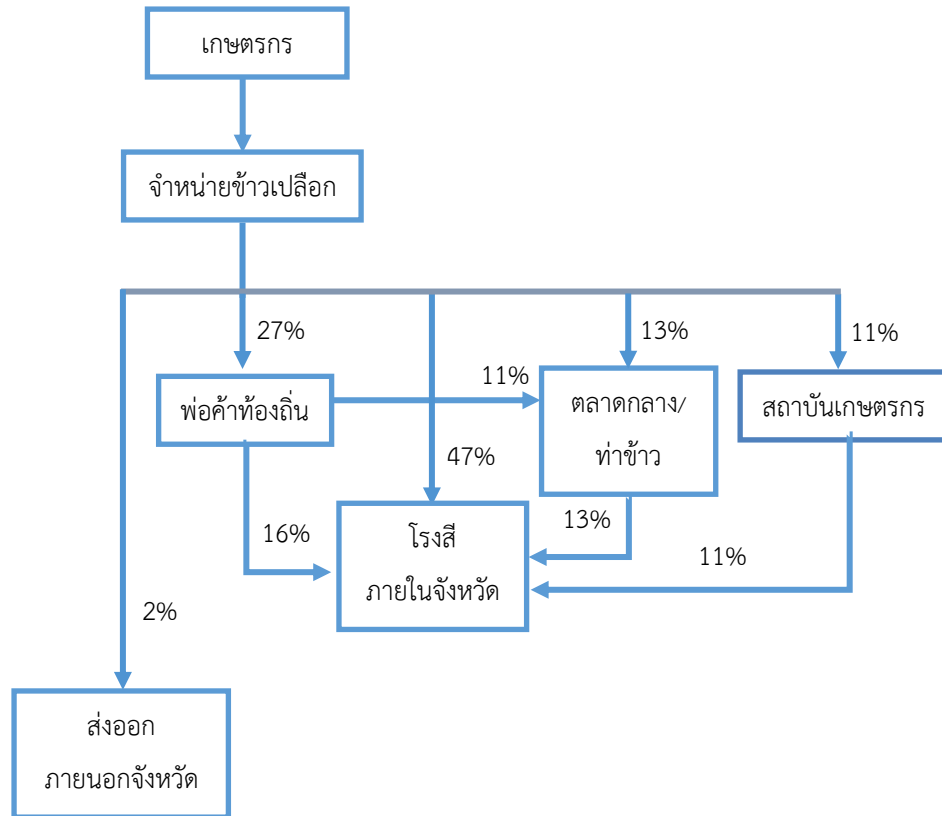 เกษตรกร
จำหน่ายข้าวเปลือก
27%
13%
11%
พ่อค้าท้องถิ่น
11%
ตลาดกลาง/
ท่าข้าว
สถาบันเกษตรกร
47%
16%
โรงสี
ภายในจังหวัด
13%
11%
2%
ส่งออก
ภายนอกจังหวัด